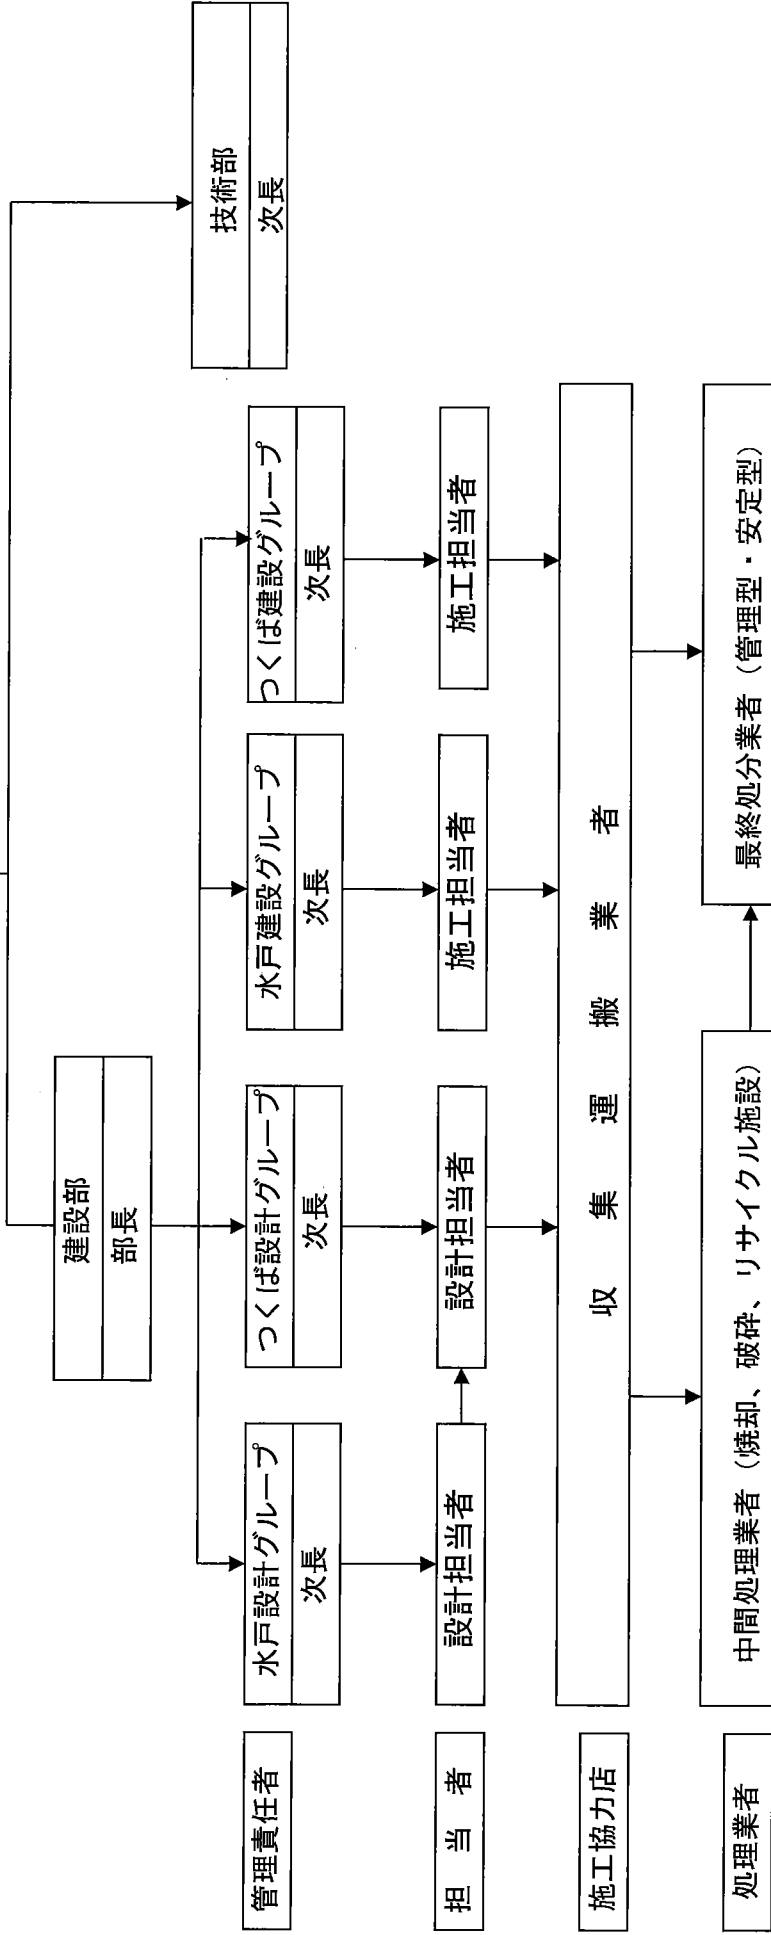 建設部
部長
技術部
次長
管理責任者
水戸設計グループ
次長
つくば設計グループ
次長
水戸建設グループ
次長
つくば建設グループ
次長
担当者
設計担当者
設計担当者
施工担当者
施工担当者
施工協力店
収集運搬業者
処理業者
中間処理業者（焼却、破砕、リサイクル施設）
最終処分業者（管理型・安定型）